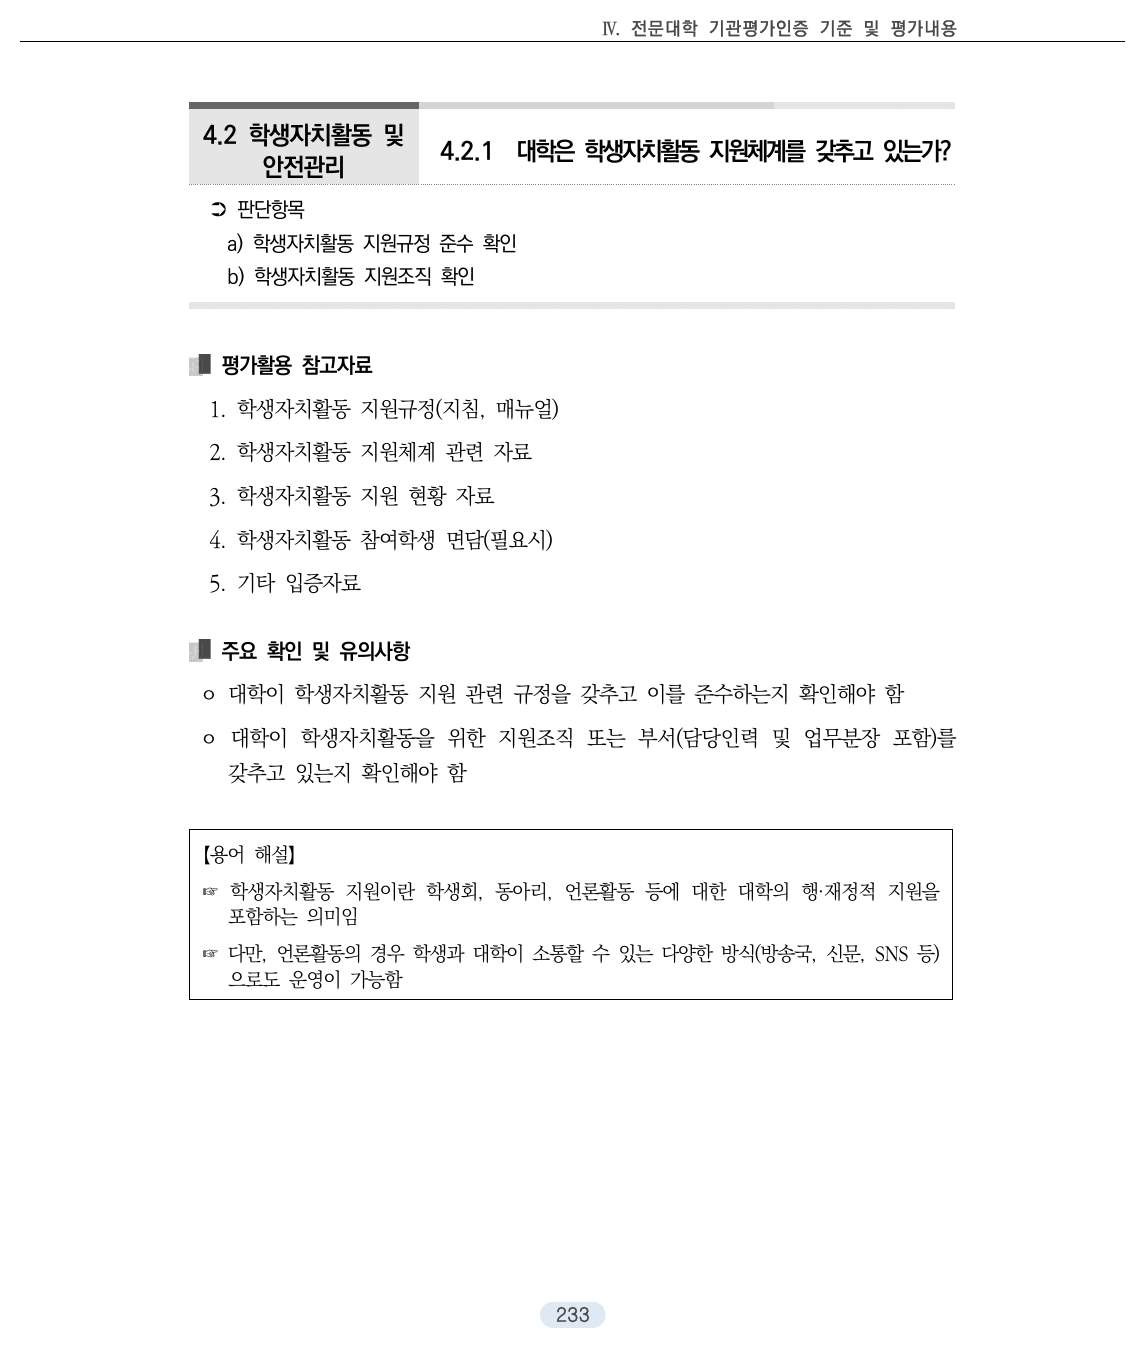 Ⅳ. 전문대학 기관평가인증 기준 및 평가내용
4.2 학생자치활동 및
안전관리
4.2.1 대학은 학생자치활동 지원체계를 갖추고 있는가?
➲ 판단항목
a) 학생자치활동 지원규정 준수 확인
b) 학생자치활동 지원조직 확인
평가활용 참고자료
1. 학생자치활동 지원규정(지침, 매뉴얼)
2. 학생자치활동 지원체계 관련 자료
3. 학생자치활동 지원 현황 자료
4. 학생자치활동 참여학생 면담(필요시)
5. 기타 입증자료
주요 확인 및 유의사항
ㅇ 대학이 학생자치활동 지원 관련 규정을 갖추고 이를 준수하는지 확인해야 함
ㅇ 대학이 학생자치활동을 위한 지원조직 또는 부서(담당인력 및 업무분장 포함)를
갖추고 있는지 확인해야 함
【용어 해설】
☞ 학생자치활동 지원이란 학생회, 동아리, 언론활동 등에 대한 대학의 행·재정적 지원을
포함하는 의미임
☞ 다만, 언론활동의 경우 학생과 대학이 소통할 수 있는 다양한 방식(방송국, 신문, SNS 등)
으로도 운영이 가능함
233